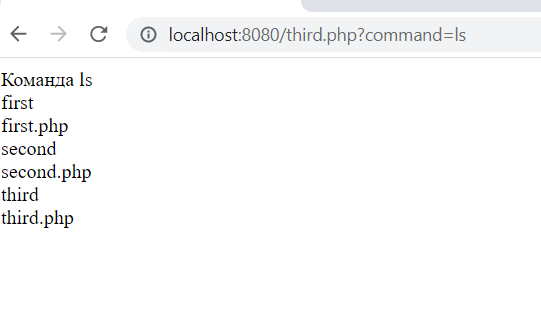 localhost:8080/third.php?command=ls
Команда ls
first
first.php
second
second.php
third
third.php